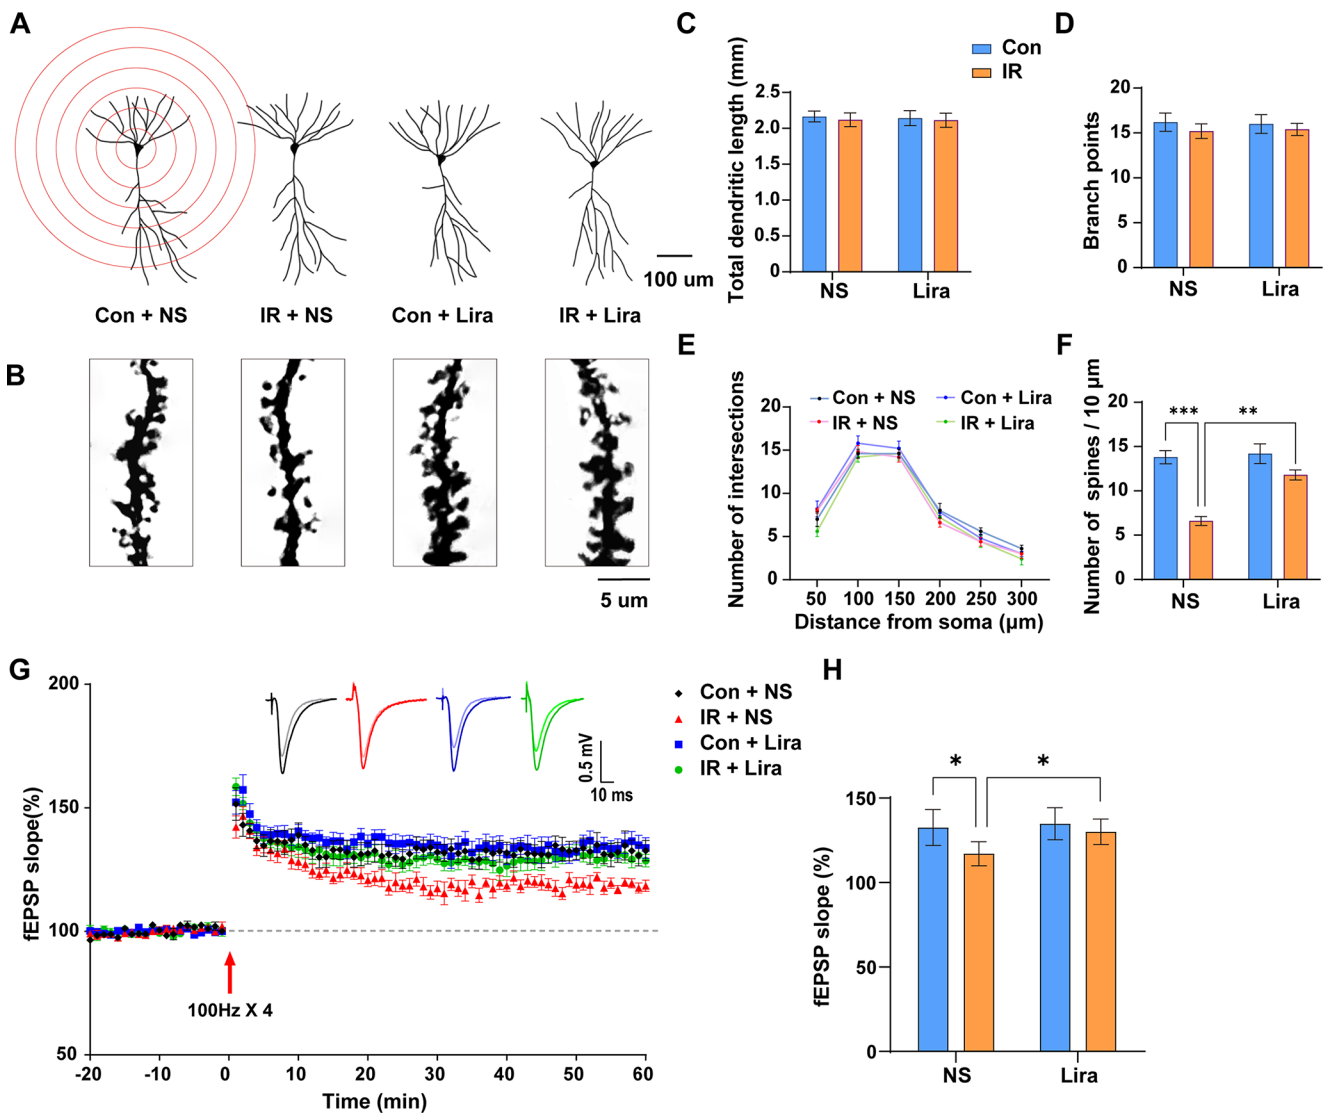 A
Con + NS
IR + NS
Con + Lira
IR + Lira
100 um
B
5 um
C
Con
IR
Total dendritic length (mm)
2.5
2.0
1.5
1.0
0.5
0
NS
Lira
D
Branch points
20
15
10
5
0
NS
Lira
E
Number of intersections
20
15
10
5
0
Con + NS
Con + Lira
IR + NS
IR + Lira
50
100
150
200
250
300
Distance from soma (μm)
F
Number of spines / 10 μm
20
15
10
5
0
***
**
NS
Lira
G
fEPSP slope(%)
200
150
100
50
0.5 mV
10 ms
Con + NS
IR + NS
Con + Lira
IR + Lira
100Hz X 4
-20
-10
0
10
20
30
40
50
60
Time (min)
H
fEPSP slope (%)
150
100
50
0
*
*
NS
Lira